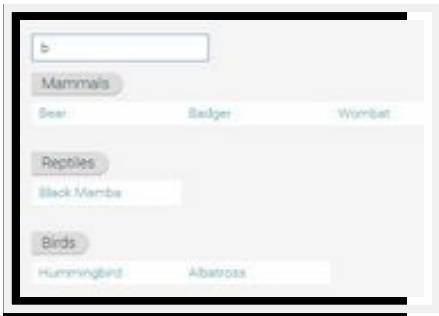 b
Mammals
Bear Badger Wombat
Reptiles
Black Mamba
Birds
Hummingbird Albatross